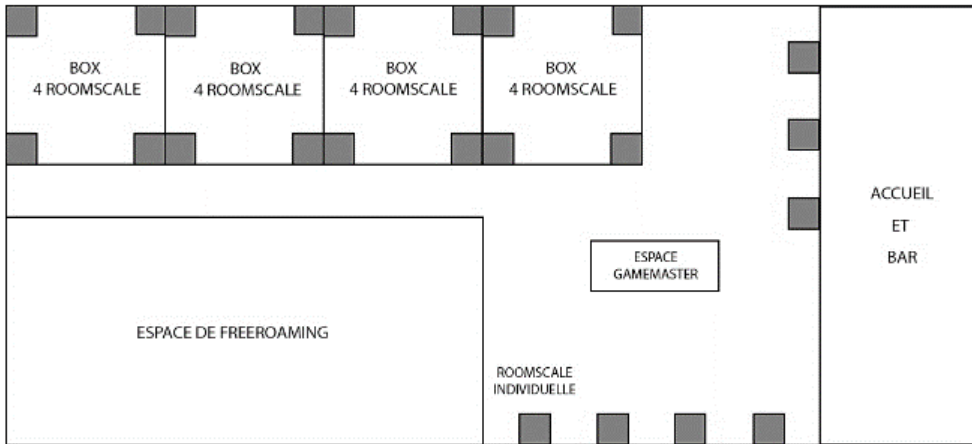 BOX
4 ROOMSCALE
BOX
4 ROOMSCALE
BOX
4 ROOMSCALE
BOX
4 ROOMSCALE
ACCUEIL
ET
BAR
ESPACE
GAMEMASTER
ESPACE DE FREEROAMING
ROOMSCALE
INDIVIDUELLE